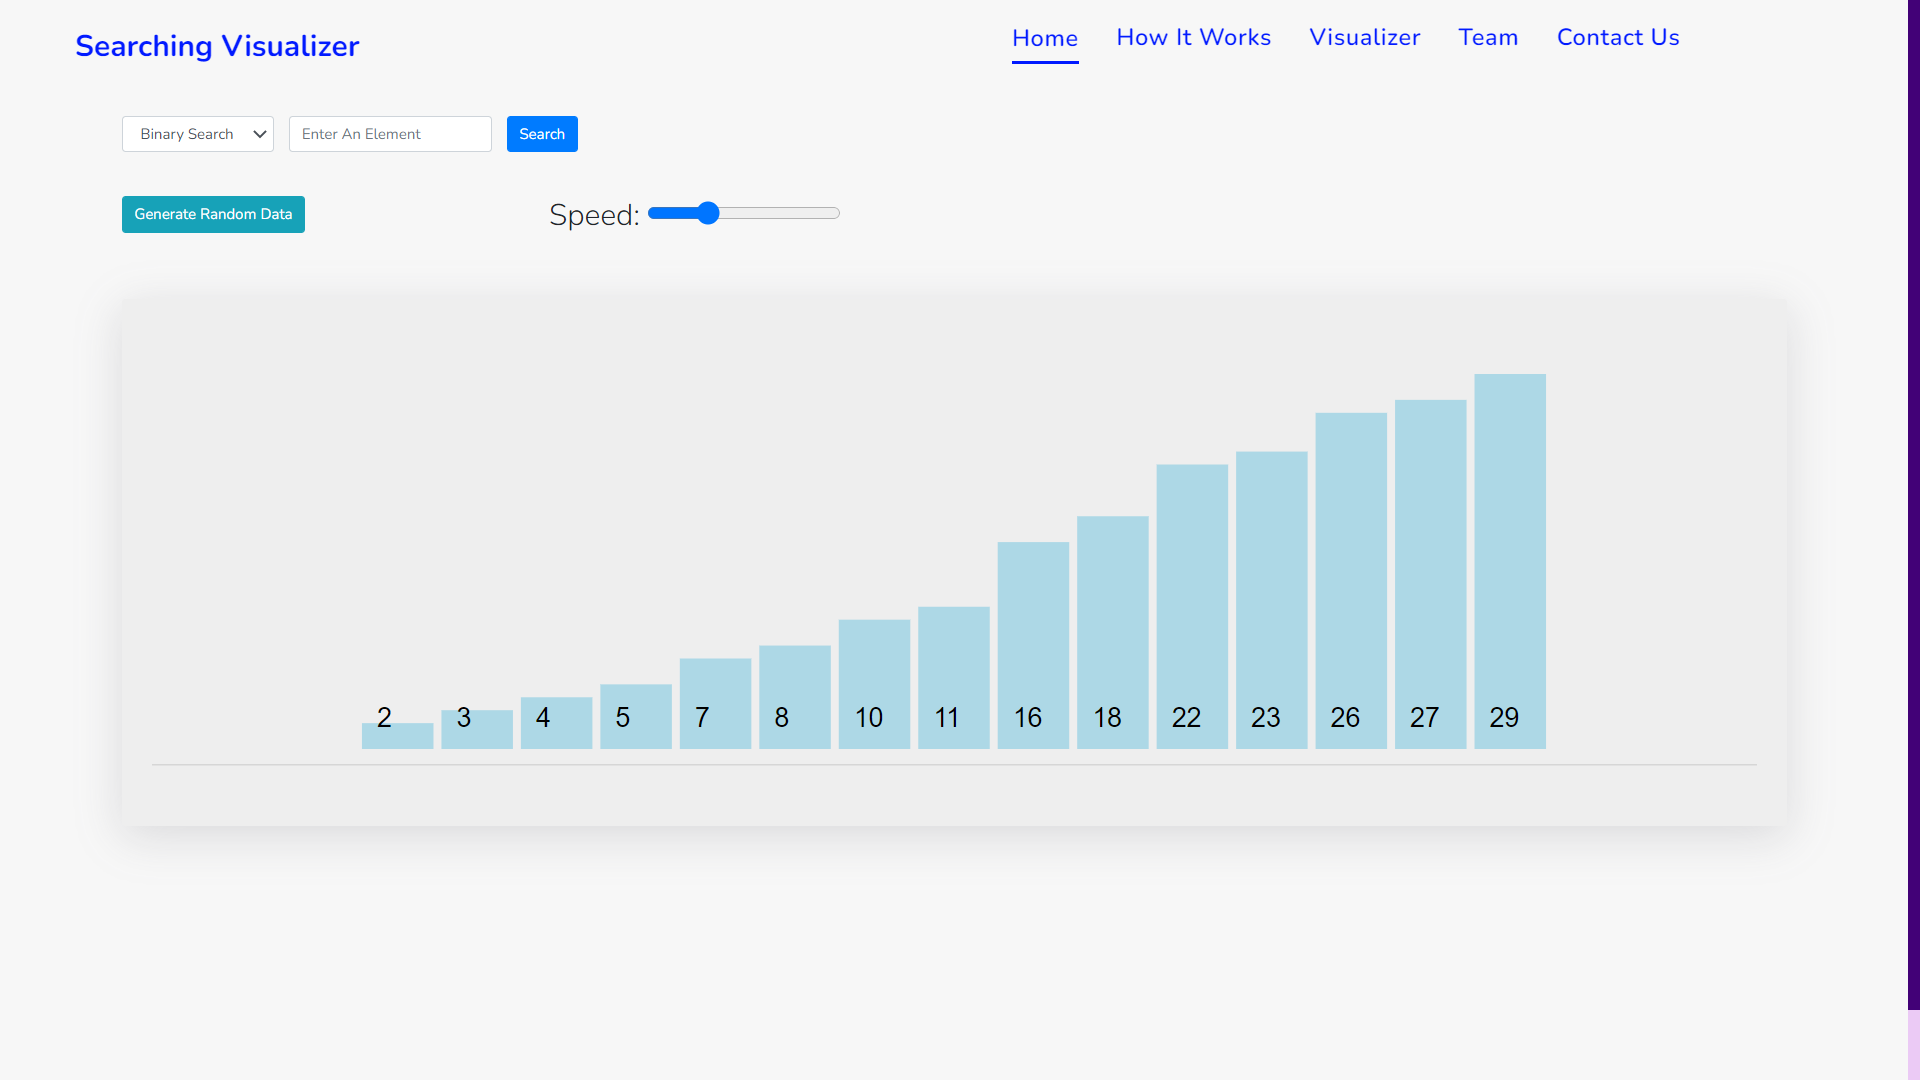 Searching Visualizer
Home How It Works Visualizer Team Contact Us
Binary Search Enter An Element Search
Generate Random Data Speed:
2 3 4 5 7 8 10 11 16 18 22 23 26 27 29